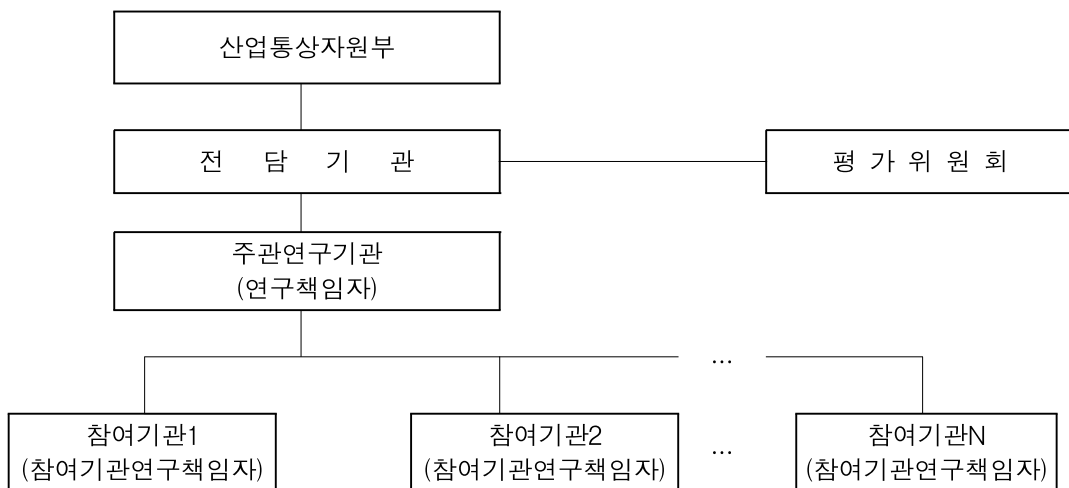 산업통상자원부
전 담 기 관
평 가 위 원 회
주관연구기관
(연구책임자)
...
참여기관1
(참여기관연구책임자)
참여기관2
(참여기관연구책임자)
...
참여기관N
(참여기관연구책임자)